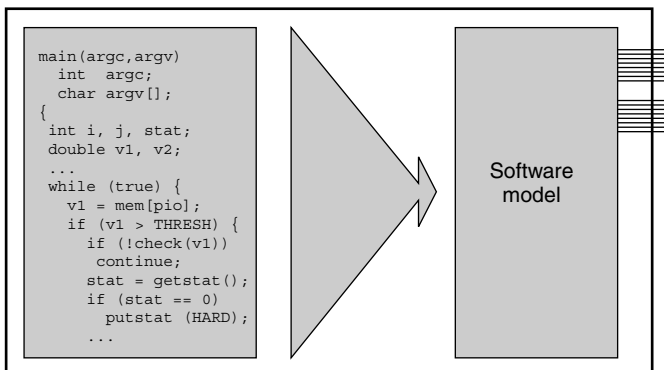 main(argc,argv)
  int  argc;
  char argv[];
{
 int i, j, stat;
 double v1, v2;
 ...
 while (true) {
   v1 = mem[pio];
   if (v1 > THRESH) {
     if (!check(v1))
      continue;
     stat = getstat();
     if (stat == 0)
       putstat (HARD);
     ...
Software
model